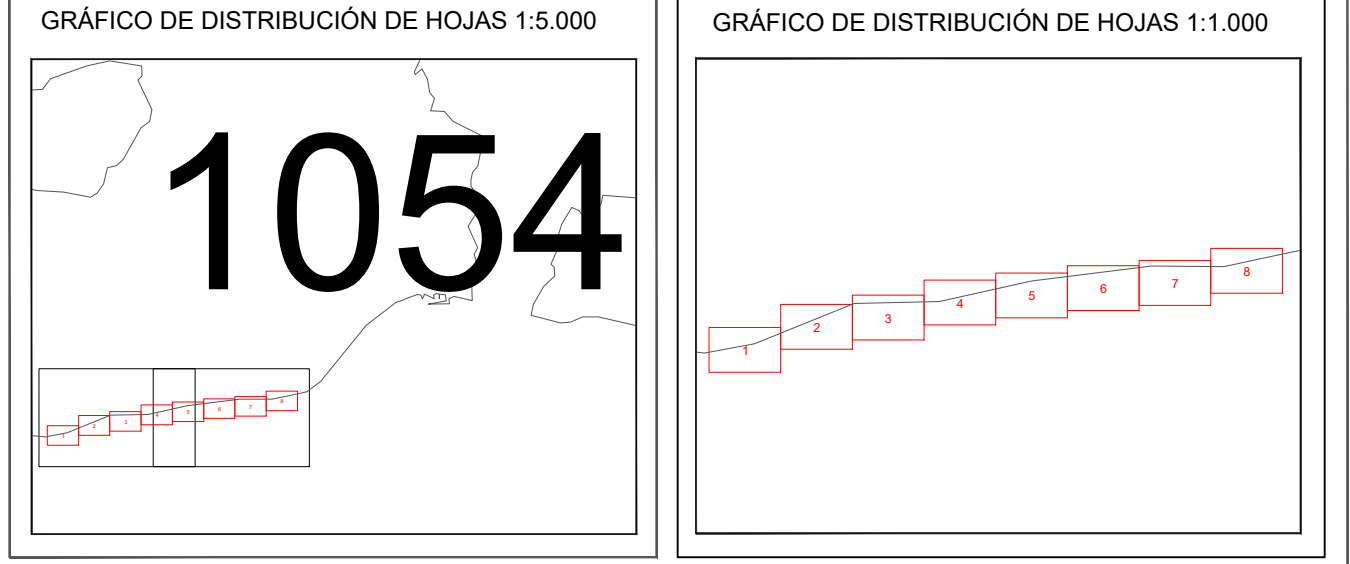 GRÁFICO DE DISTRIBUCIÓN DE HOJAS 1:5.000
1054
1 2 3 4 5 6 7 8
GRÁFICO DE DISTRIBUCIÓN DE HOJAS 1:1.000
1 2 3 4 5 6 7 8